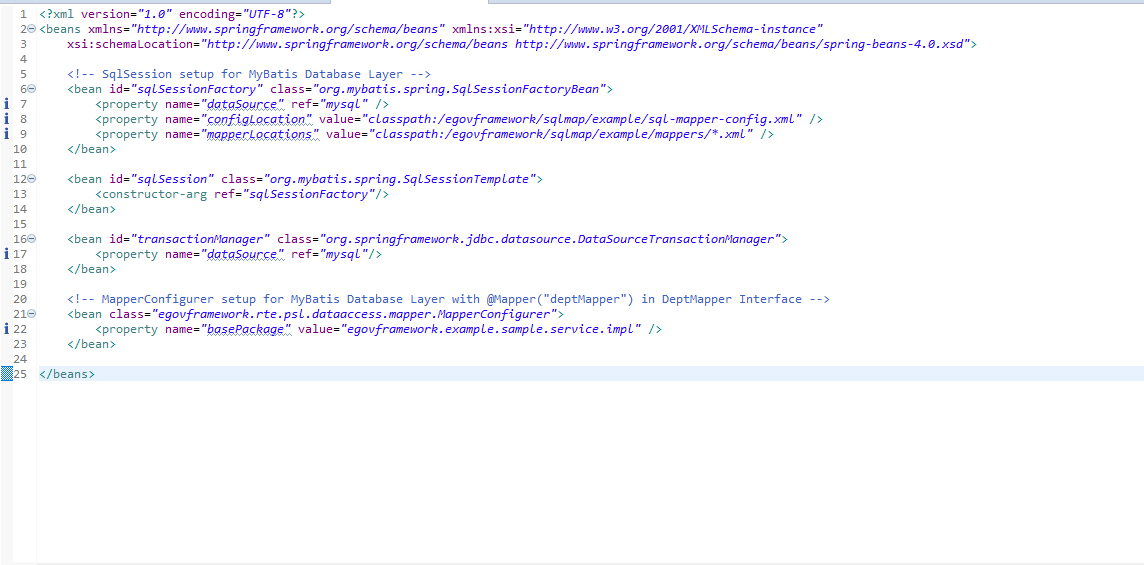 1 <?xml version="1.0" encoding="UTF-8"?>
2 <beans xmlns="http://www.springframework.org/schema/beans" xmlns:xsi="http://www.w3.org/2001/XMLSchema-instance"
3     xsi:schemaLocation="http://www.springframework.org/schema/beans http://www.springframework.org/schema/beans/spring-beans-4.0.xsd">
4
5     <!-- SqlSession setup for MyBatis Database Layer -->
6     <bean id="sqlSessionFactory" class="org.mybatis.spring.SqlSessionFactoryBean">
7         <property name="dataSource" ref="mysql" />
8         <property name="configLocation" value="classpath:/egovframework/sqlmap/example/sql-mapper-config.xml" />
9         <property name="mapperLocations" value="classpath:/egovframework/sqlmap/example/mappers/*.xml" />
10     </bean>
11
12     <bean id="sqlSession" class="org.mybatis.spring.SqlSessionTemplate">
13         <constructor-arg ref="sqlSessionFactory"/>
14     </bean>
15
16     <bean id="transactionManager" class="org.springframework.jdbc.datasource.DataSourceTransactionManager">
17         <property name="dataSource" ref="mysql"/>
18     </bean>
19
20     <!-- MapperConfigurer setup for MyBatis Database Layer with @Mapper("deptMapper") in DeptMapper Interface -->
21     <bean class="egovframework.rte.psl.dataaccess.mapper.MapperConfigurer">
22         <property name="basePackage" value="egovframework.example.sample.service.impl" />
23     </bean>
24
25 </beans>